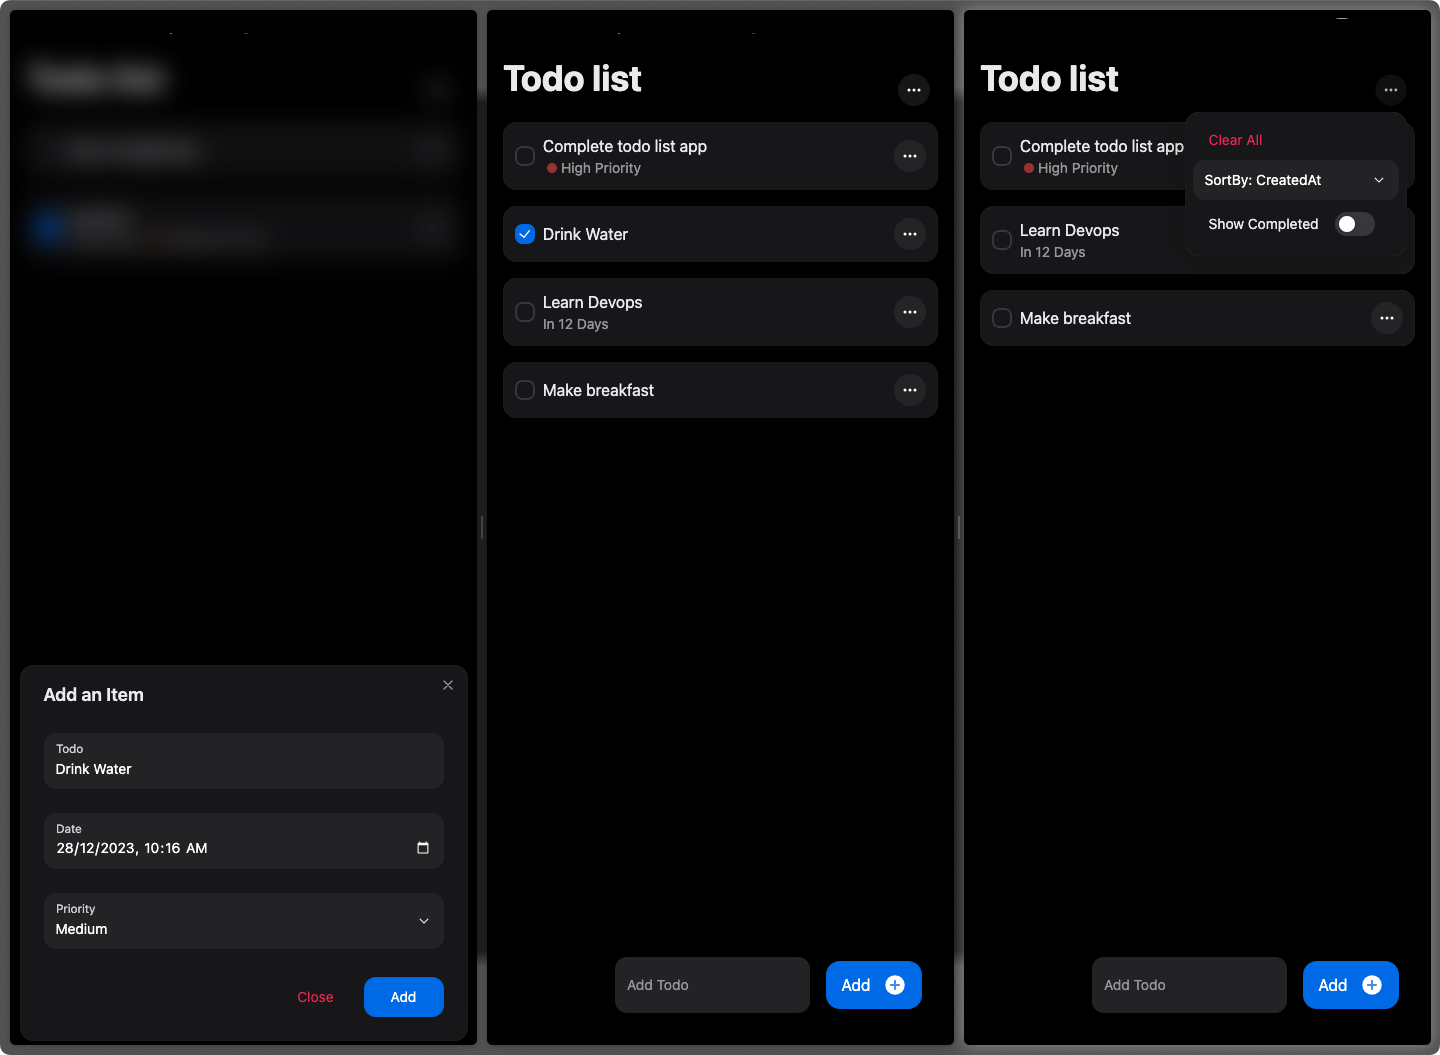 Add an Item
Todo
Drink Water
Date
28/12/2023, 10:16 AM
Priority
Medium
Close
Add
Todo list
Complete todo list app
High Priority
Drink Water
Learn Devops
In 12 Days
Make breakfast
Add Todo
Add
Todo list
Clear All
Complete todo list app
High Priority
SortBy: CreatedAt
Show Completed
Learn Devops
In 12 Days
Make breakfast
Add Todo
Add